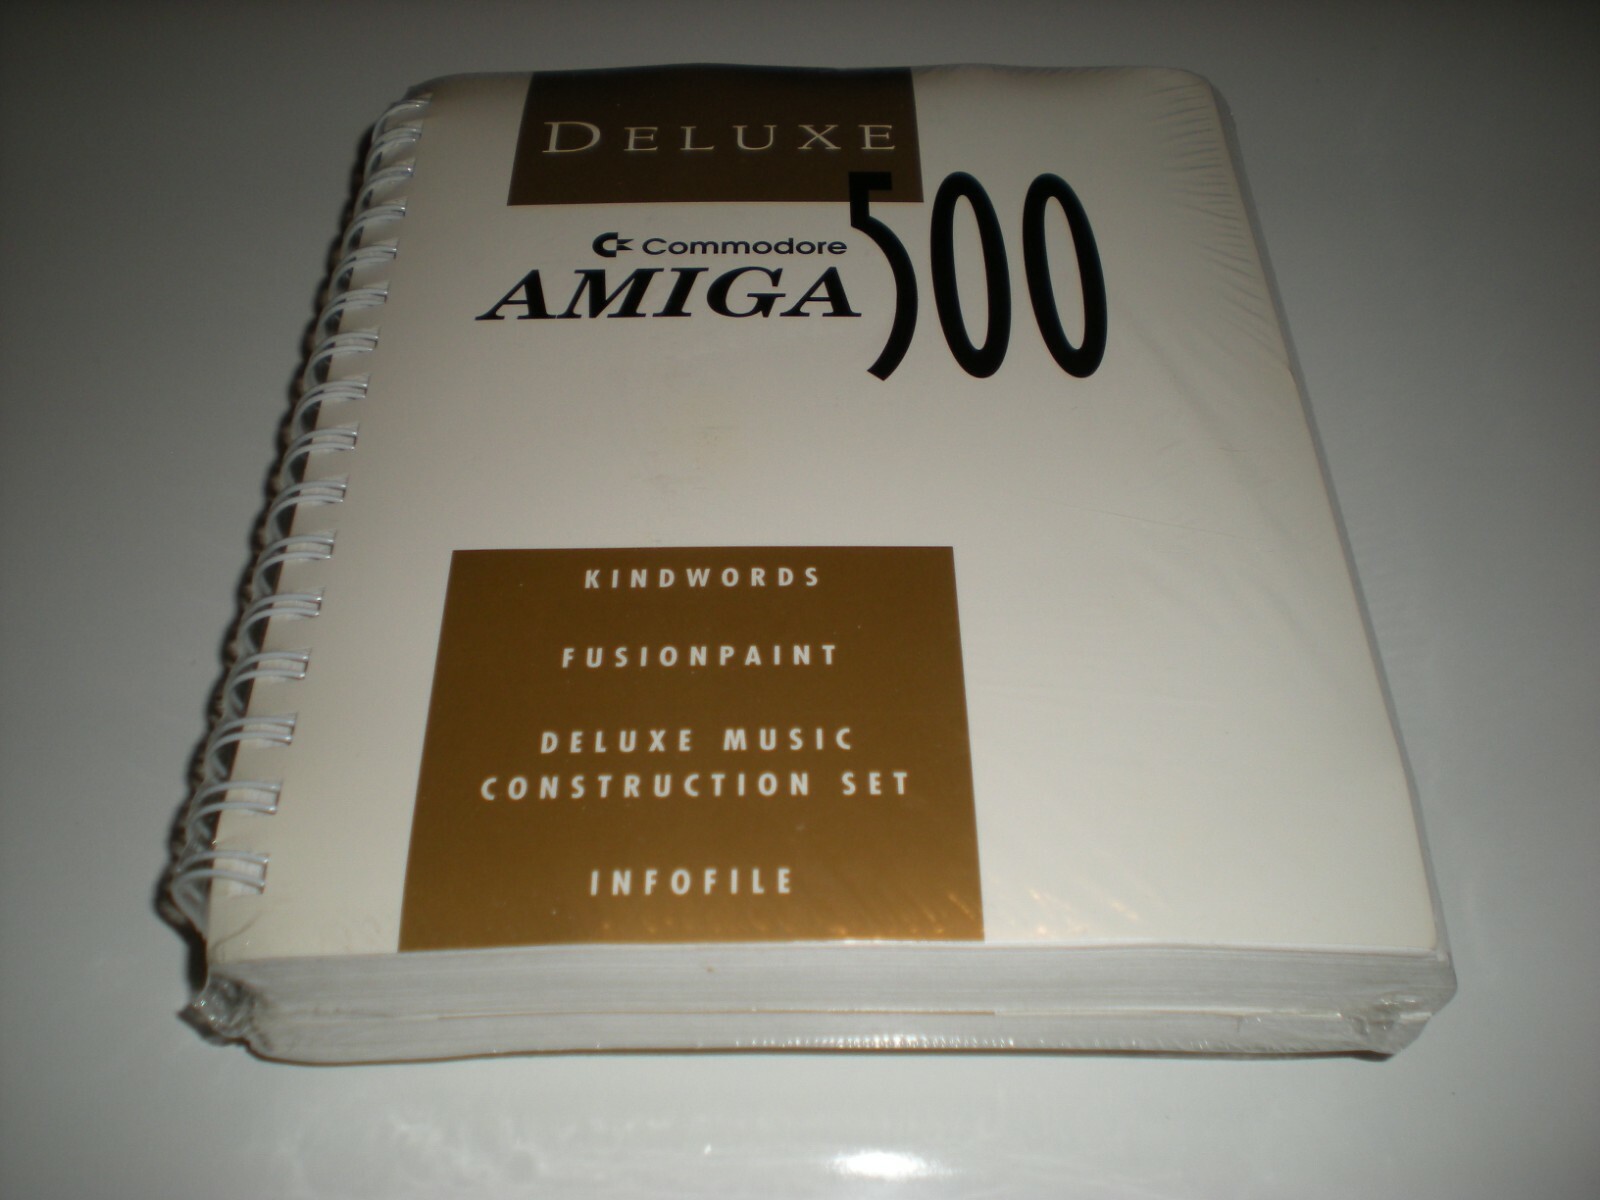 DELUXE
Commodore
AMIGA 500
KINDWORDS
FUSIONPAINT
DELUXE MUSIC
CONSTRUCTION SET
INFOFILE